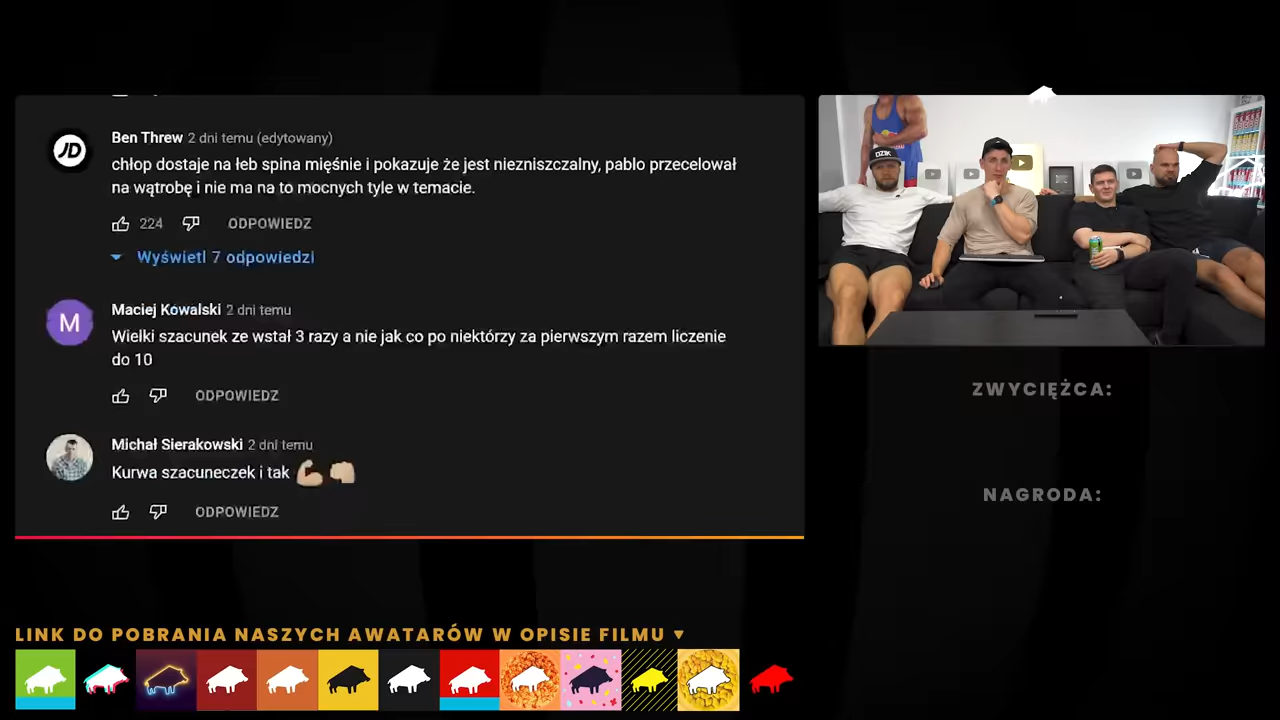 JD
Ben Threw 2 dni temu (edytowany)
chłop dostaje na łeb spina mięśnie i pokazuje że jest niezniszczalny, pablo przecelował
na wątrobę i nie ma na to mocnych tyle w temacie.
224 ODPOWIEDZ
Wyświetl 7 odpowiedzi
M
Maciej Kowalski 2 dni temu
Wielki szacunek ze wstał 3 razy a nie jak co po niektórzy za pierwszym razem liczenie
do 10
ODPOWIEDZ
Michał Sierakowski 2 dni temu
Kurwa szacuneczek i tak
ODPOWIEDZ
DZIK
ZWYCIĘŻCA:
NAGRODA:
LINK DO POBRANIA NASZYCH AWATARÓW W OPISIE FILMU